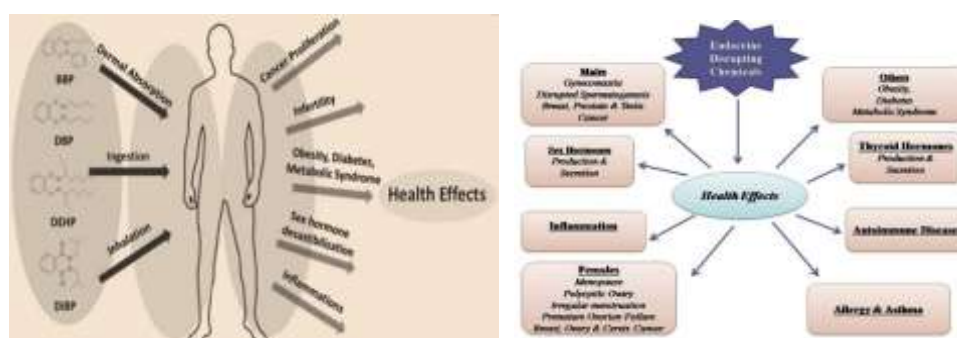 BBP
DBP
DBP
DIBP
Dermal Absorption
Ingestion
Inhalation
Cancer Proliferation
Infertility
Obesity, Diabetes,
Metabolic Syndrome
Health Effects
Sex hormone
Inflammations
Endocrine
Disrupting
Chemicals
Males
Gynecomastia
Disrupted Spermatogenesis
Breast, Prostate & Testis
Cancer
Others
Obesity,
Diabetes
Metabolic Syndrome
Sex Hormones
Production &
Secretion
Thyroid Hormones
Production &
Secretion
Health Effects
Inflammation
Autoimmune Disease
Females
Menopause
Polycystic Ovary
Irregular menstruation
Premature Ovarian Failure
Breast, Ovary & Cervix Cancer
Allergy & Asthma